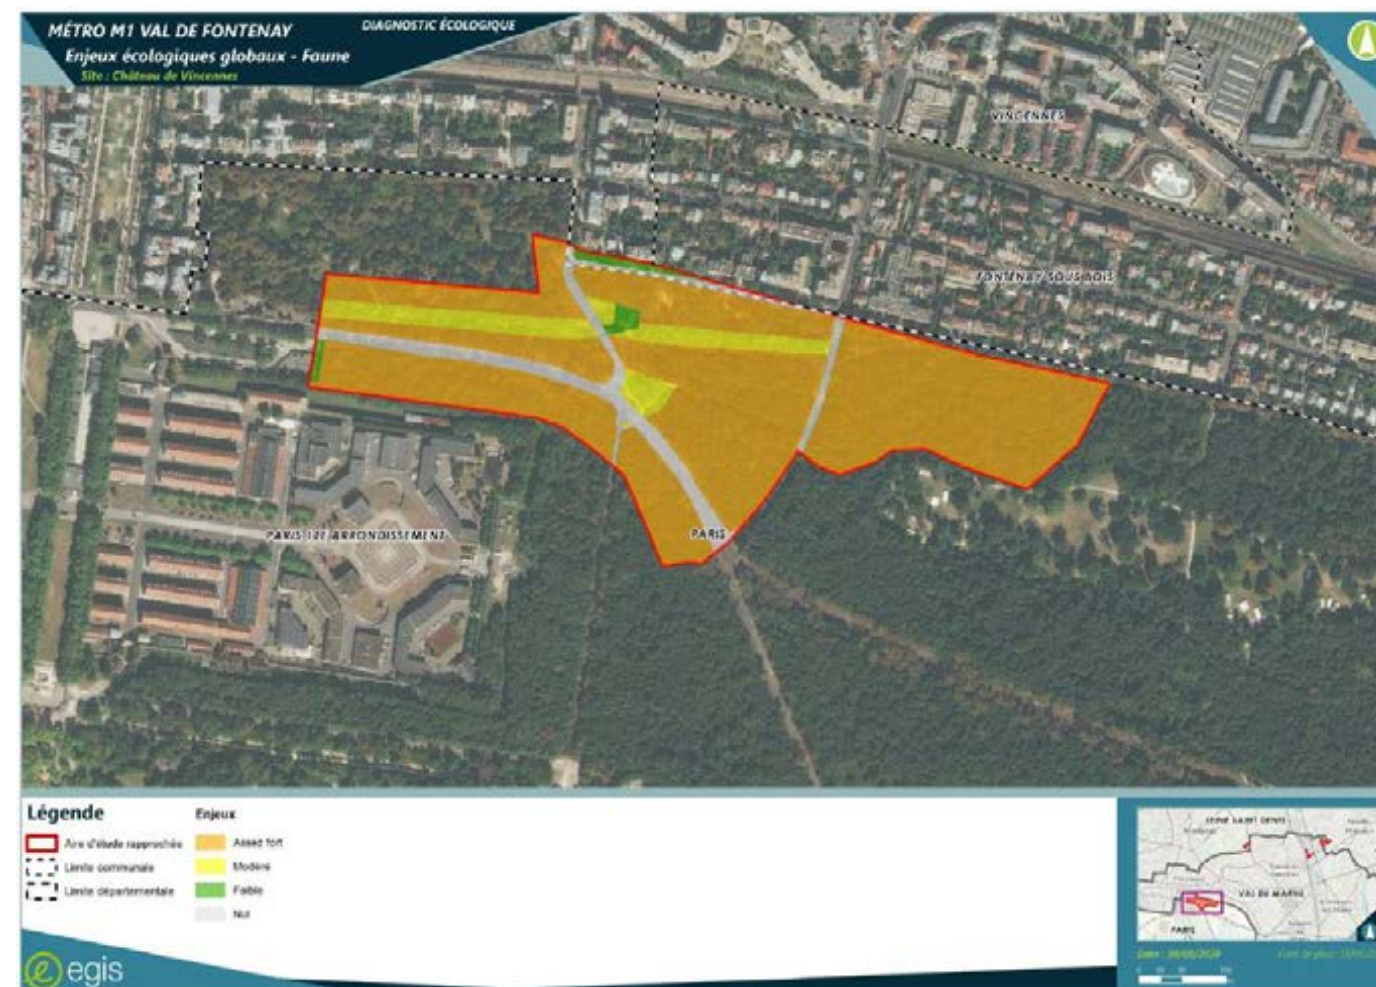 MÉTRO M1 VAL DE FONTENAY
DIAGNOSTIC ÉCOLOGIQUE
Enjeux écologiques globaux - Faune
Site : Château de Vincennes
VINCENNES
FONTENAY SOUS BOIS
PARIS 12E ARRONDISSEMENT
PARIS
Légende
Aire d'étude rapprochée
Limite communale
Limite départementale
Enjeux
Assez fort
Modéré
Faible
Nul
SEINE SAINT DENIS
VAL DE MARNE
PARIS
egis